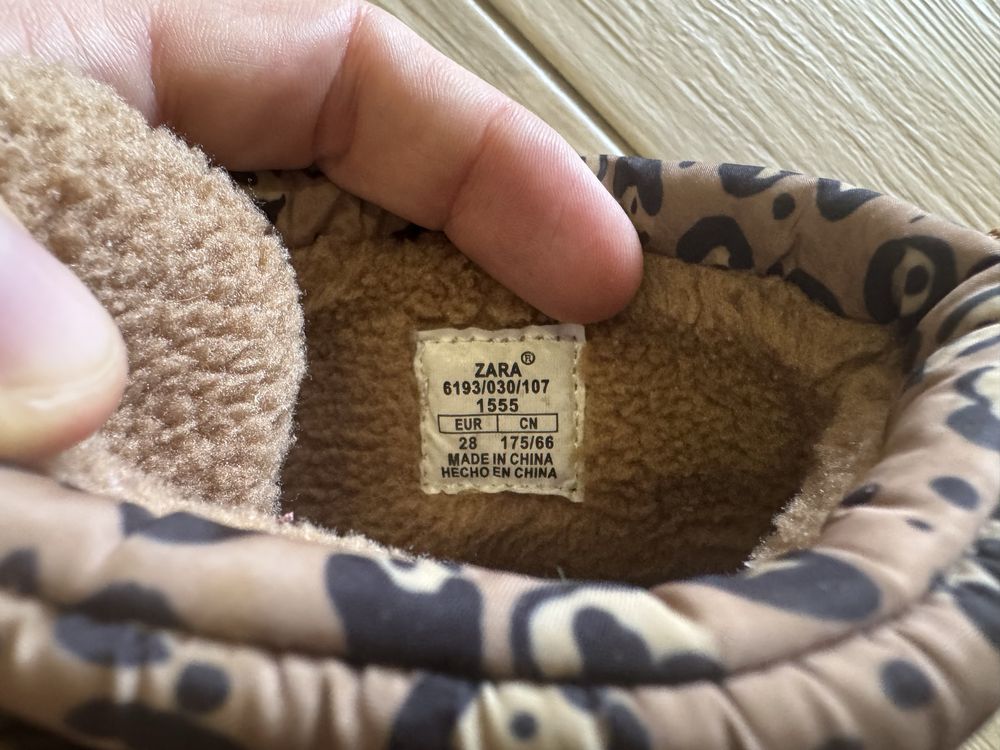 ZARA®
6193/030/107
1555
EUR CN
28 175/66
MADE IN CHINA
HECHO EN CHINA